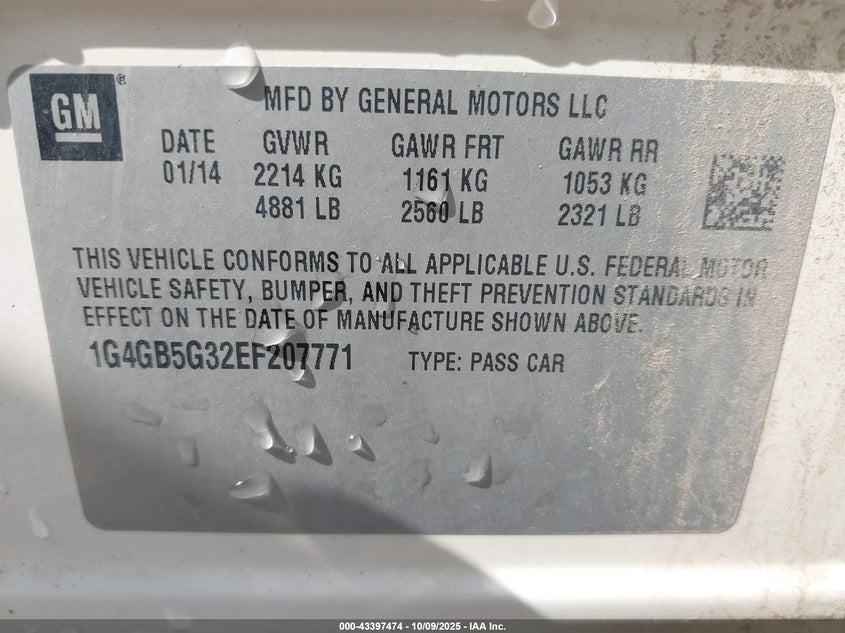 GM ®
MFD BY GENERAL MOTORS LLC
DATE GVWR GAWR FRT GAWR RR
01/14 2214 KG 1161 KG 1053 KG
4881 LB 2560 LB 2321 LB
THIS VEHICLE CONFORMS TO ALL APPLICABLE U.S. FEDERAL MOTOR
VEHICLE SAFETY, BUMPER, AND THEFT PREVENTION STANDARDS IN
EFFECT ON THE DATE OF MANUFACTURE SHOWN ABOVE.
1G4GB5G32EF207771 TYPE: PASS CAR
000-43397474 - 10/09/2025 - IAA Inc.